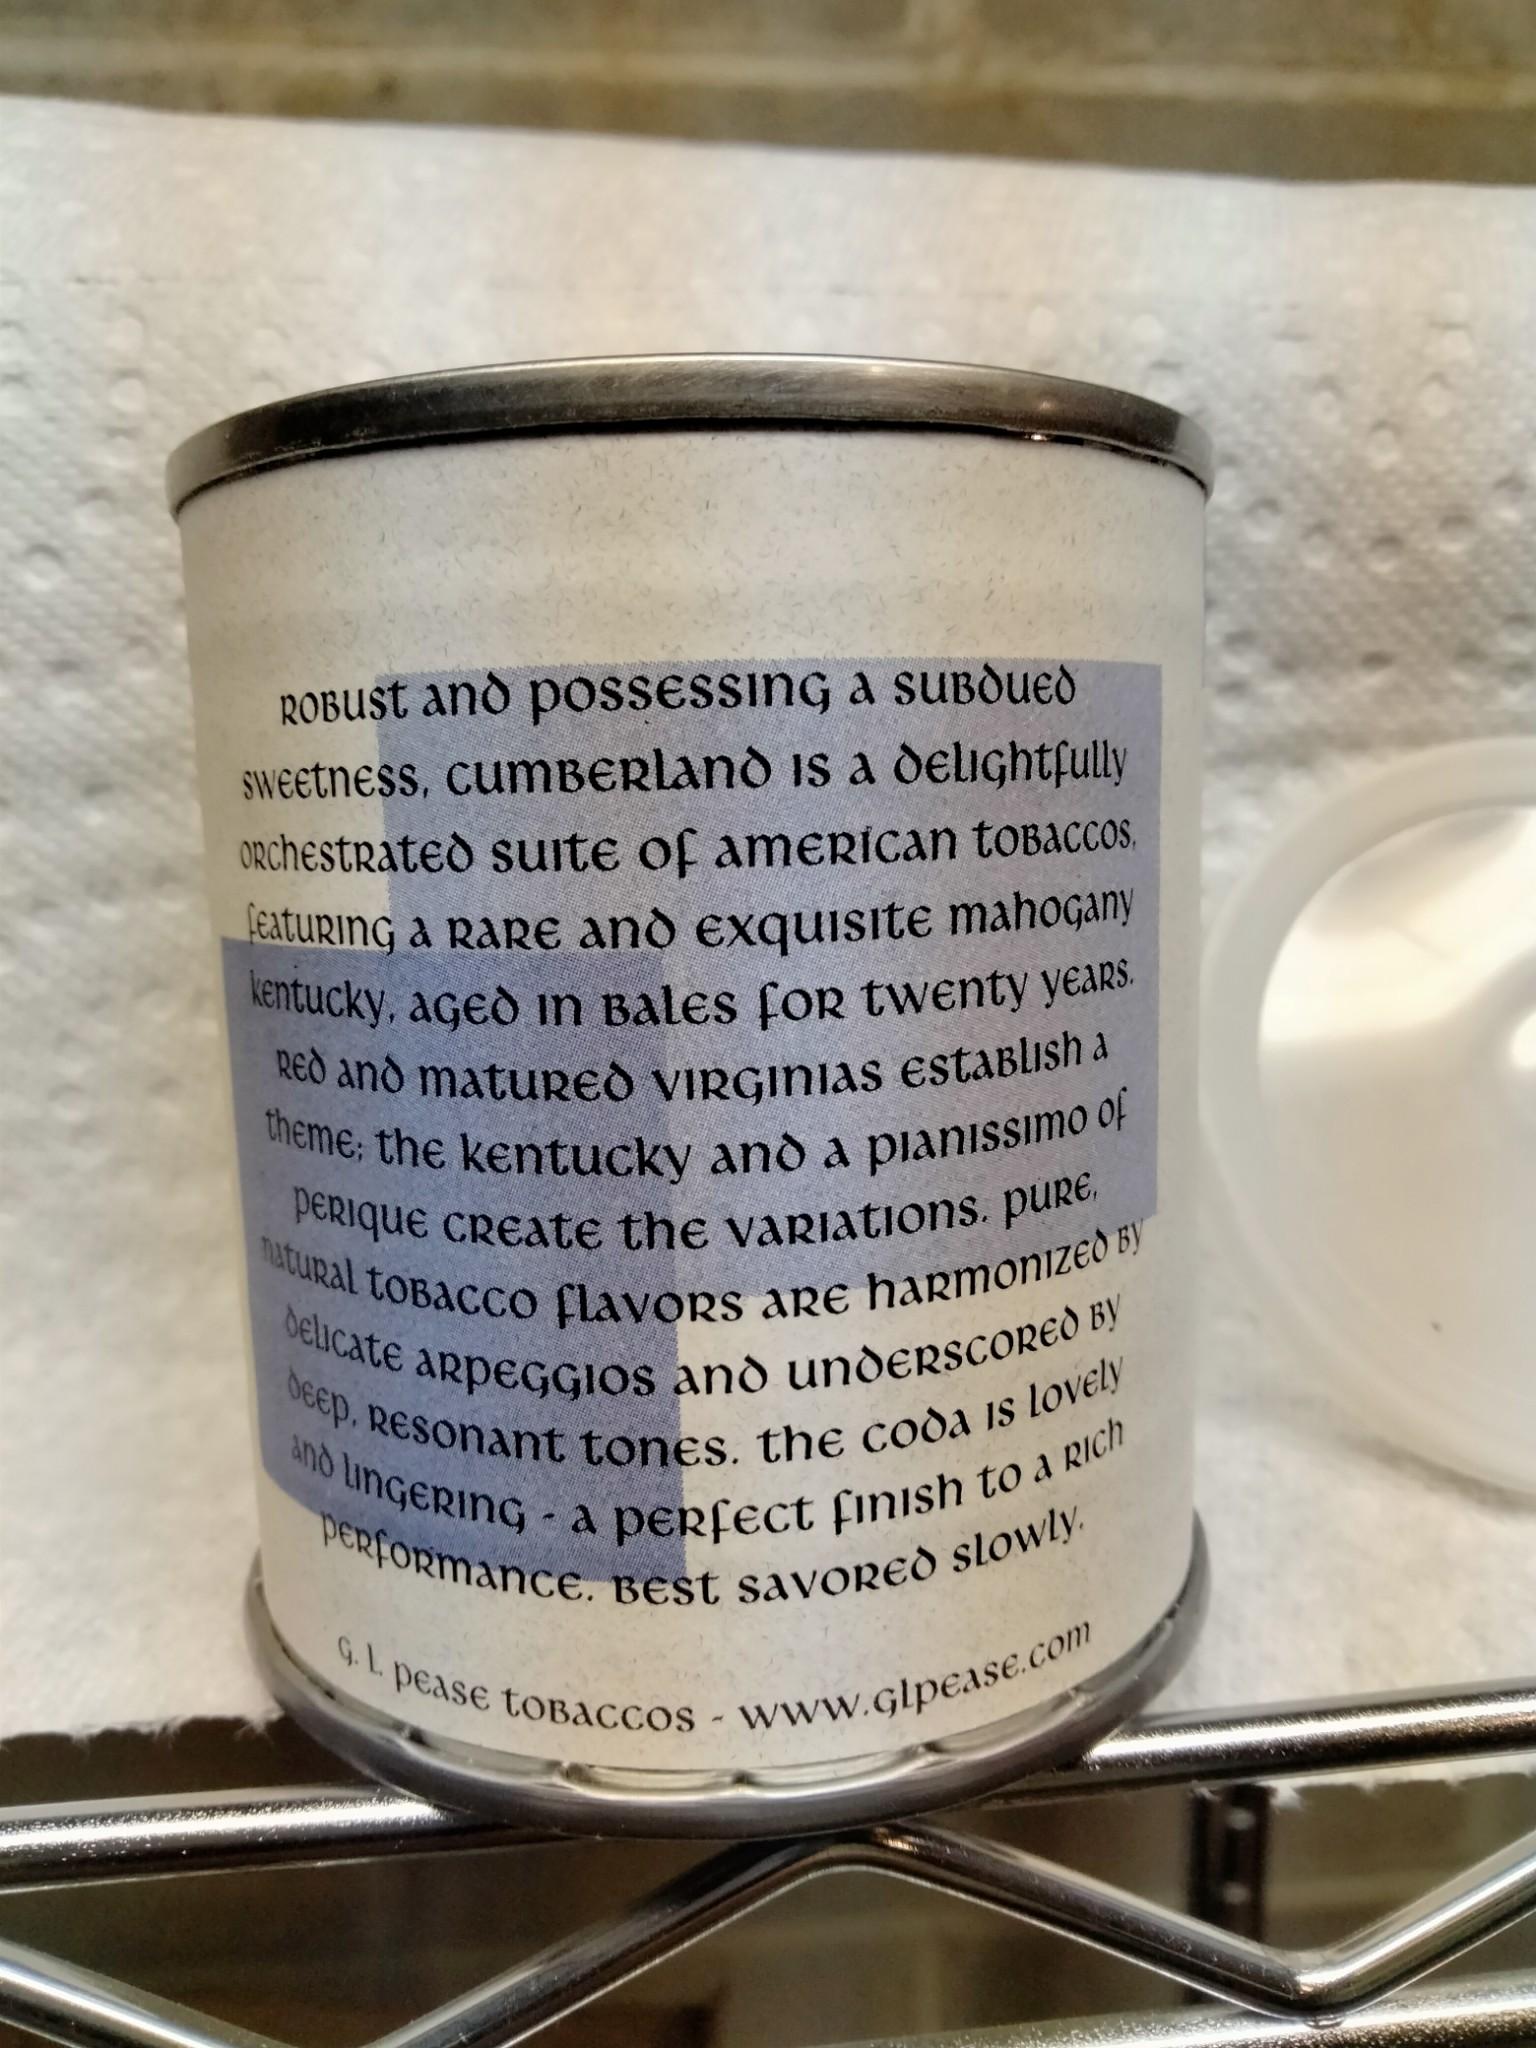 Robust and possessing a subdued
sweetness, Cumberland is a delightfully
orchestrated suite of American tobaccos,
featuring a rare and exquisite mahogany
Kentucky, aged in bales for twenty years.
Red and matured Virginias establish a
theme; the Kentucky and a pianissimo of
perique create the variations. Pure,
natural tobacco flavors are harmonized by
delicate arpeggios and underscored by
deep, resonant tones. The coda is lovely
and lingering - a perfect finish to a rich
performance. Best savored slowly.
G. L. Pease Tobaccos - www.glpease.com